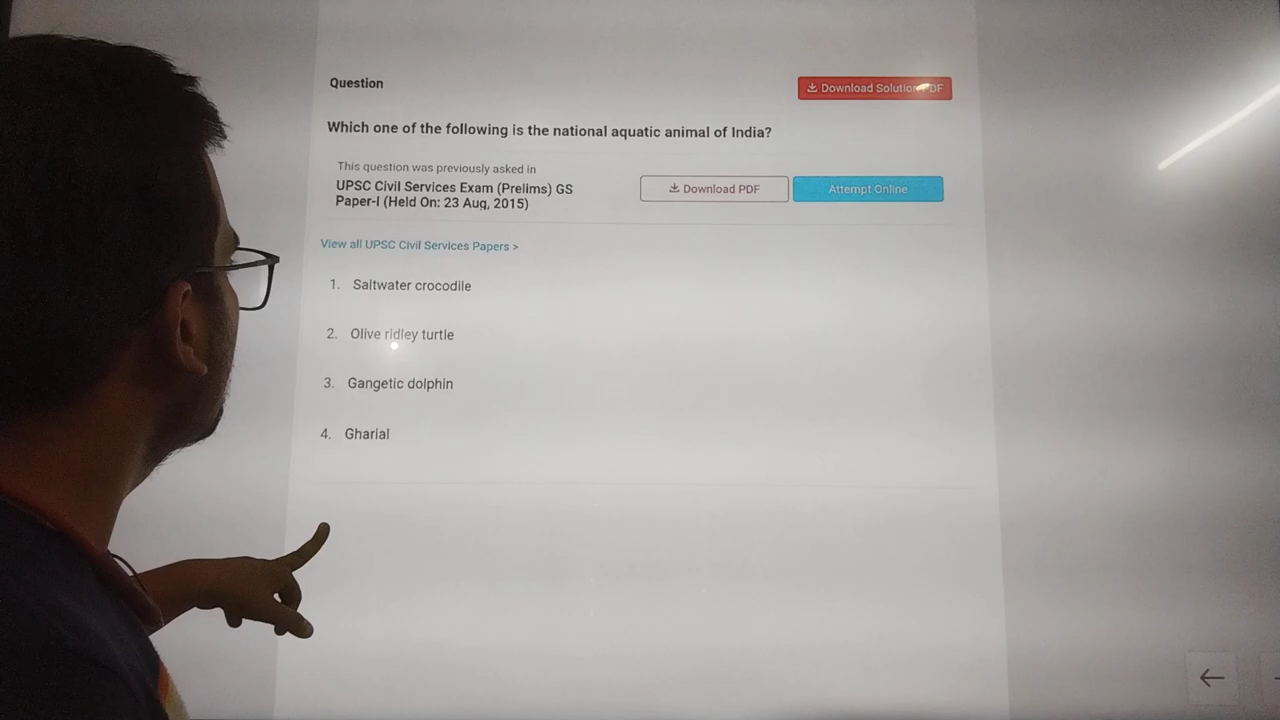 Question
Download Solution PDF
Which one of the following is the national aquatic animal of India?
This question was previously asked in
UPSC Civil Services Exam (Prelims) GS
Paper-I (Held On: 23 Aug, 2015)
Download PDF
Attempt Online
View all UPSC Civil Services Papers >
1. Saltwater crocodile
2. Olive ridley turtle
3. Gangetic dolphin
4. Gharial